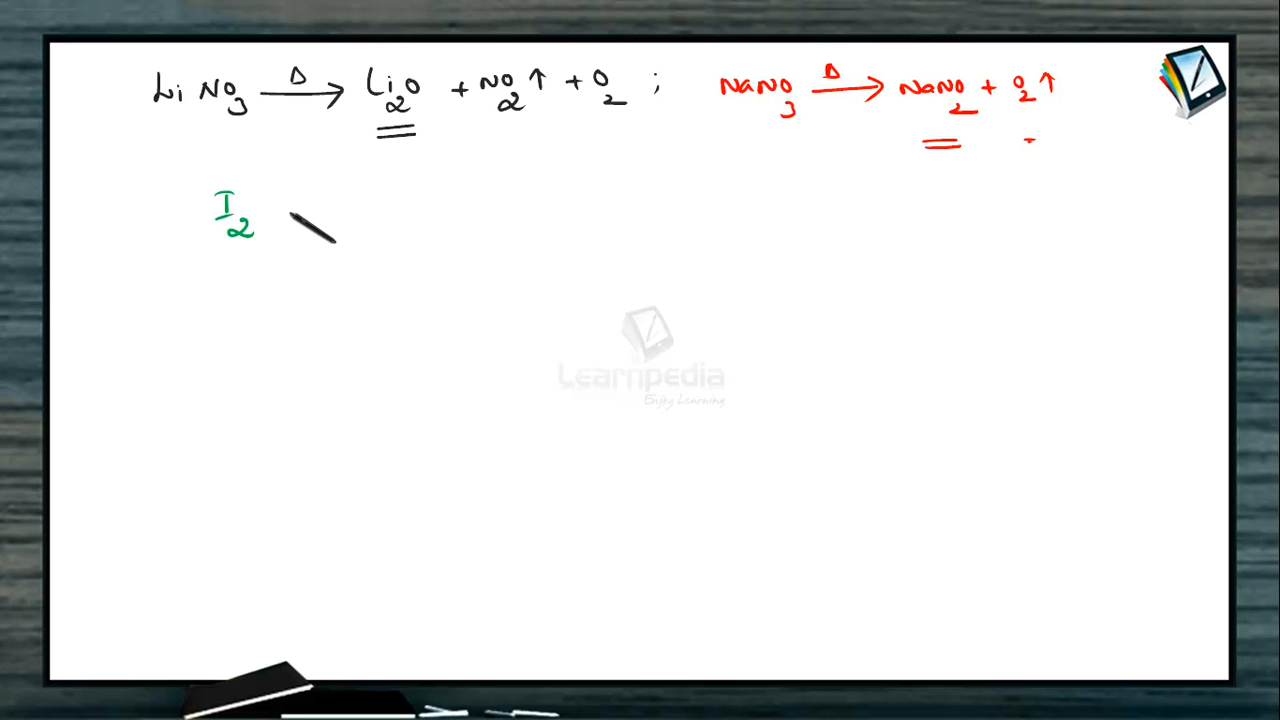 LiNO₃ —Δ→ Li₂O + NO₂↑ + O₂ ; NaNO₃ —Δ→ NaNO₂ + O₂↑
I₂
Learnpedia
Enjoy Learning